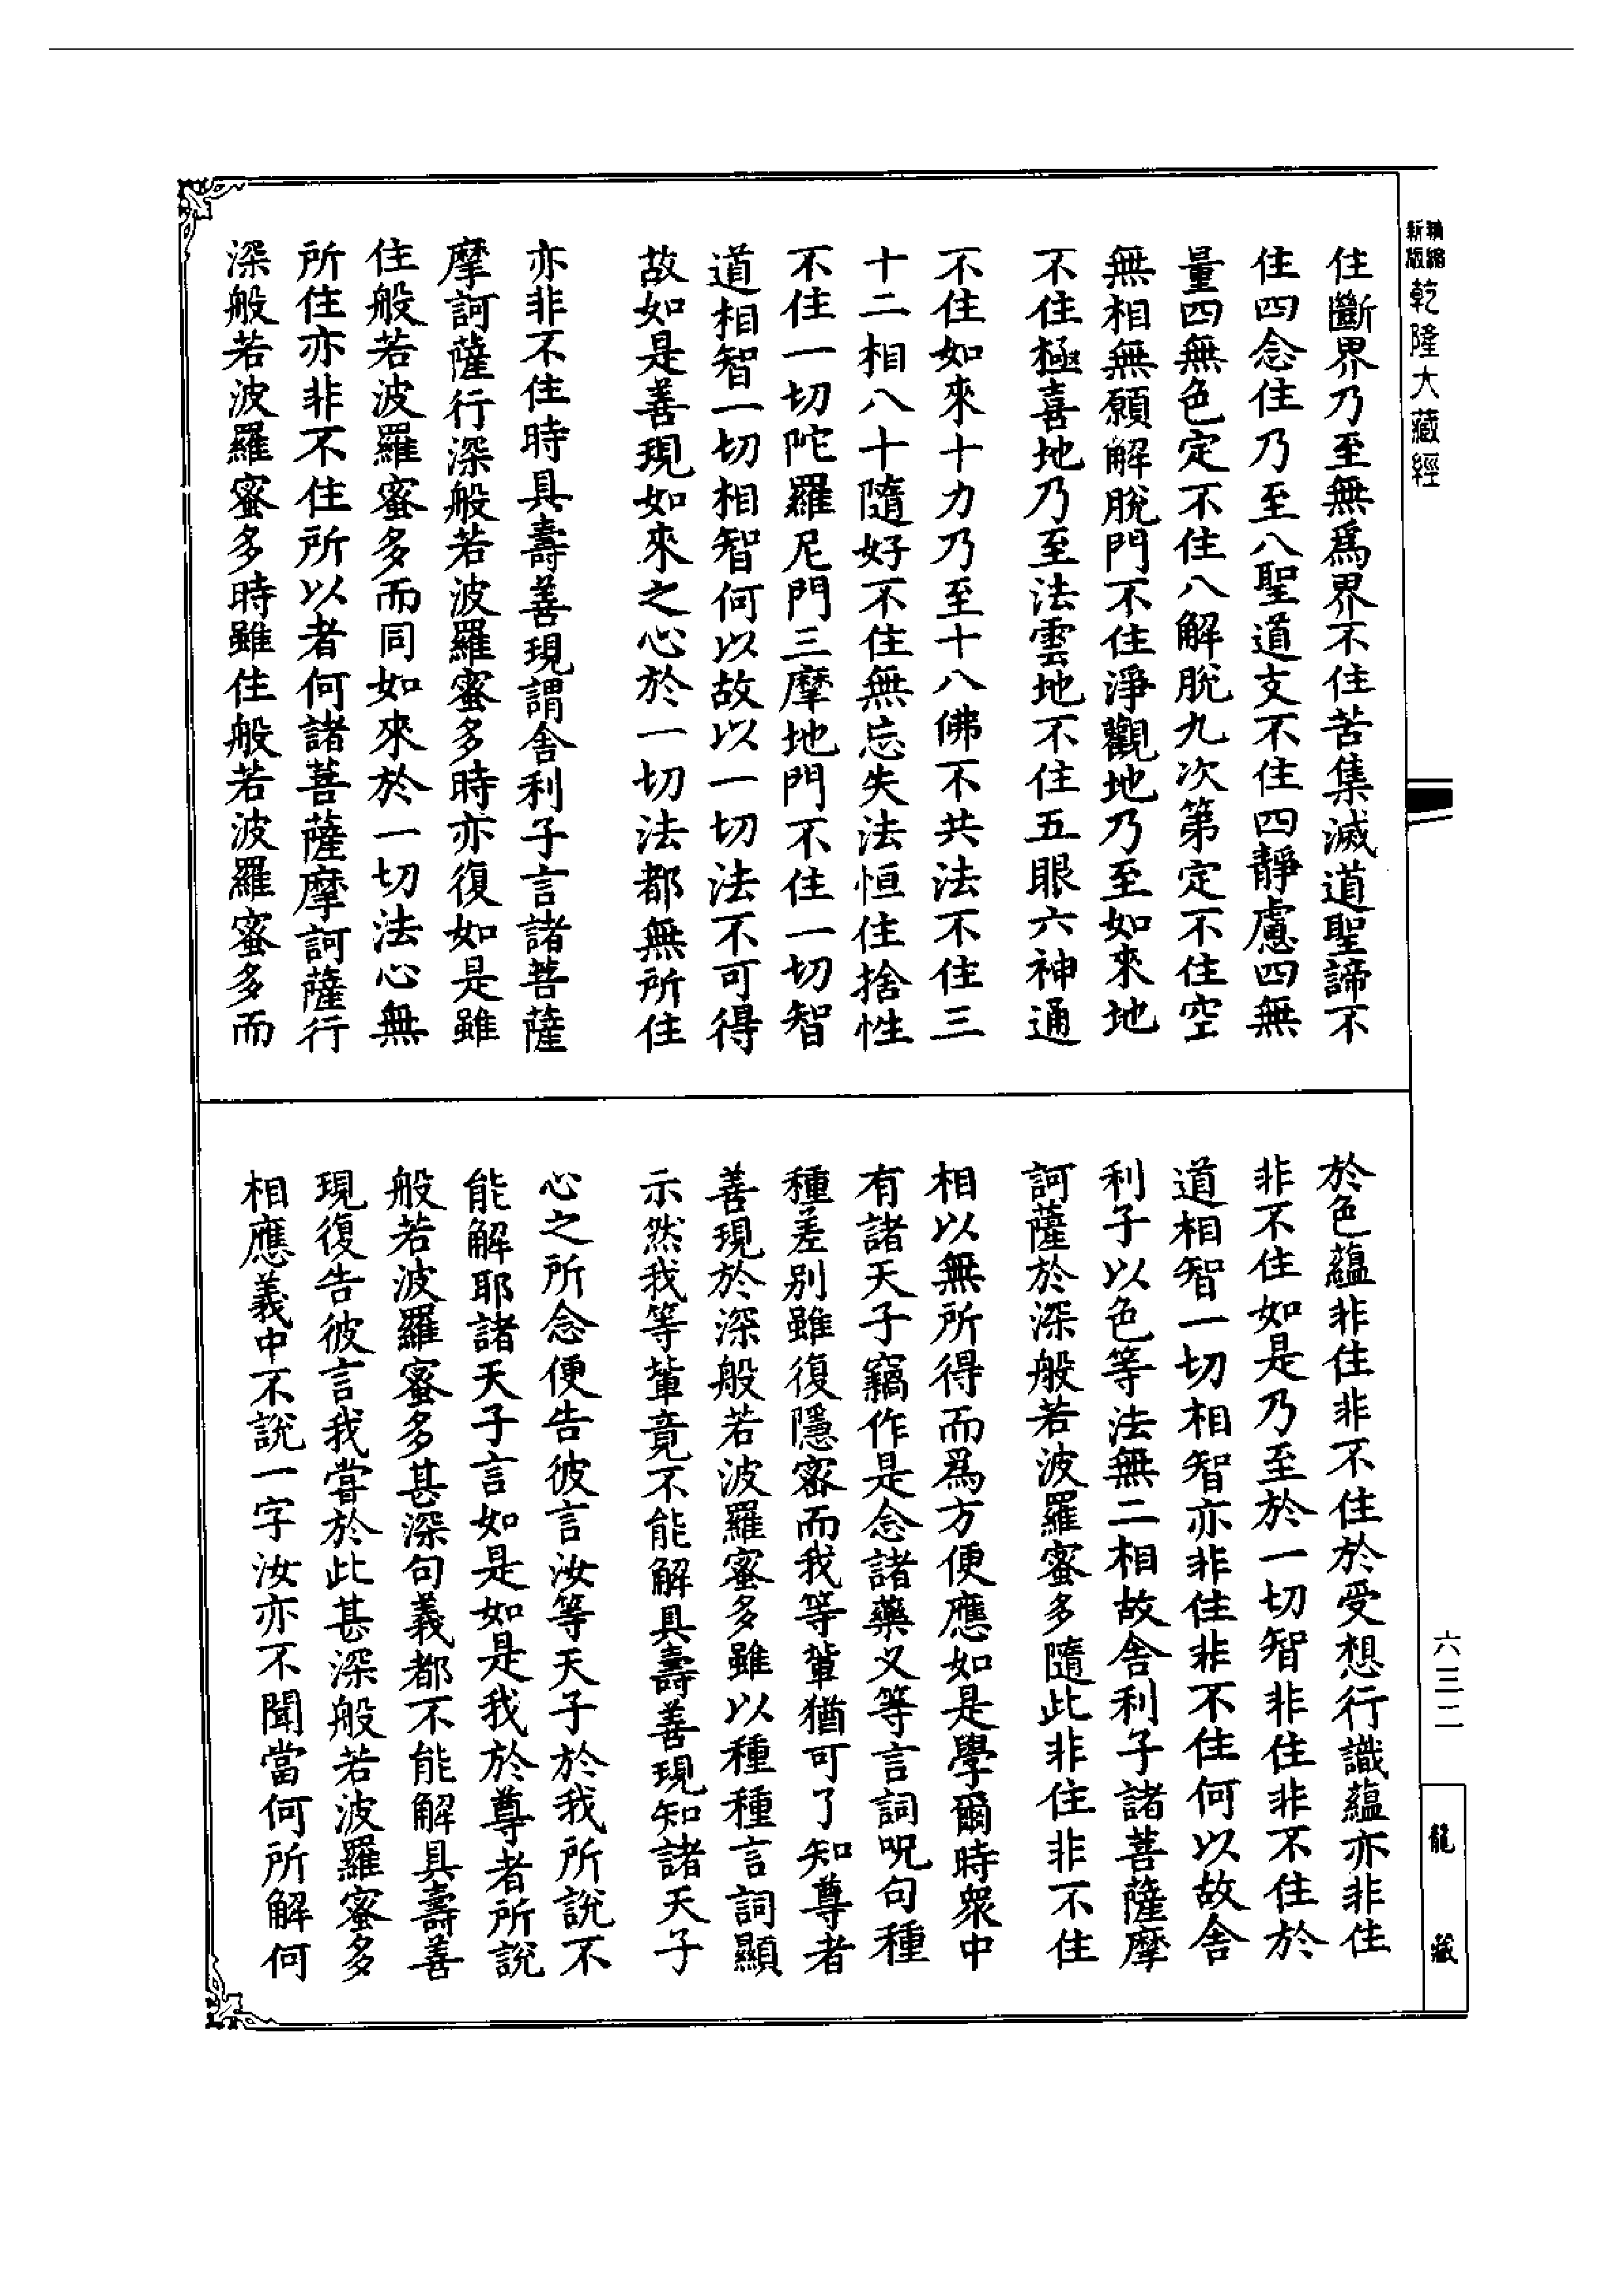 新版精縮乾隆大藏經
住斷界乃至無爲界不住苦集滅道聖諦不
住四念住乃至八聖道支不住四靜慮四無
量四無色定不住八解脫九次第定不住空
無相無願解脫門不住淨觀地乃至如來地
不住極喜地乃至法雲地不住五眼六神通
不住如來十力乃至十八佛不共法不住三
十二相八十隨好不住無忘失法恒住捨性
不住一切陀羅尼門三摩地門不住一切智
道相智一切相智何以故以一切法不可得
故如是善現如來之心於一切法都無所住
亦非不住時具壽善現謂舍利子言諸菩薩
摩訶薩行深般若波羅蜜多時亦復如是雖
住般若波羅蜜多而同如來於一切法心無
所住亦非不住所以者何諸菩薩摩訶薩行
深般若波羅蜜多時雖住般若波羅蜜多而
於色蘊非住非不住於受想行識蘊亦非住
非不住如是乃至於一切智非住非不住於
道相智一切相智亦非住非不住何以故舍
利子以色等法無二相故舍利子諸菩薩摩
訶薩於深般若波羅蜜多隨此非住非不住
相以無所得而爲方便應如是學爾時衆中
有諸天子竊作是念諸藥叉等言詞呪句種
種差别雖復隱密而我等輩猶可了知尊者
善現於深般若波羅蜜多雖以種種言詞顯
示然我等輩竟不能解具壽善現知諸天子
心之所念便告彼言汝等天子於我所說不
能解耶諸天子言如是如是我於尊者所說
般若波羅蜜多甚深句義都不能解具壽善
現復告彼言我嘗於此甚深般若波羅蜜多
相應義中不說一字汝亦不聞當何所解何
六三二
龍藏